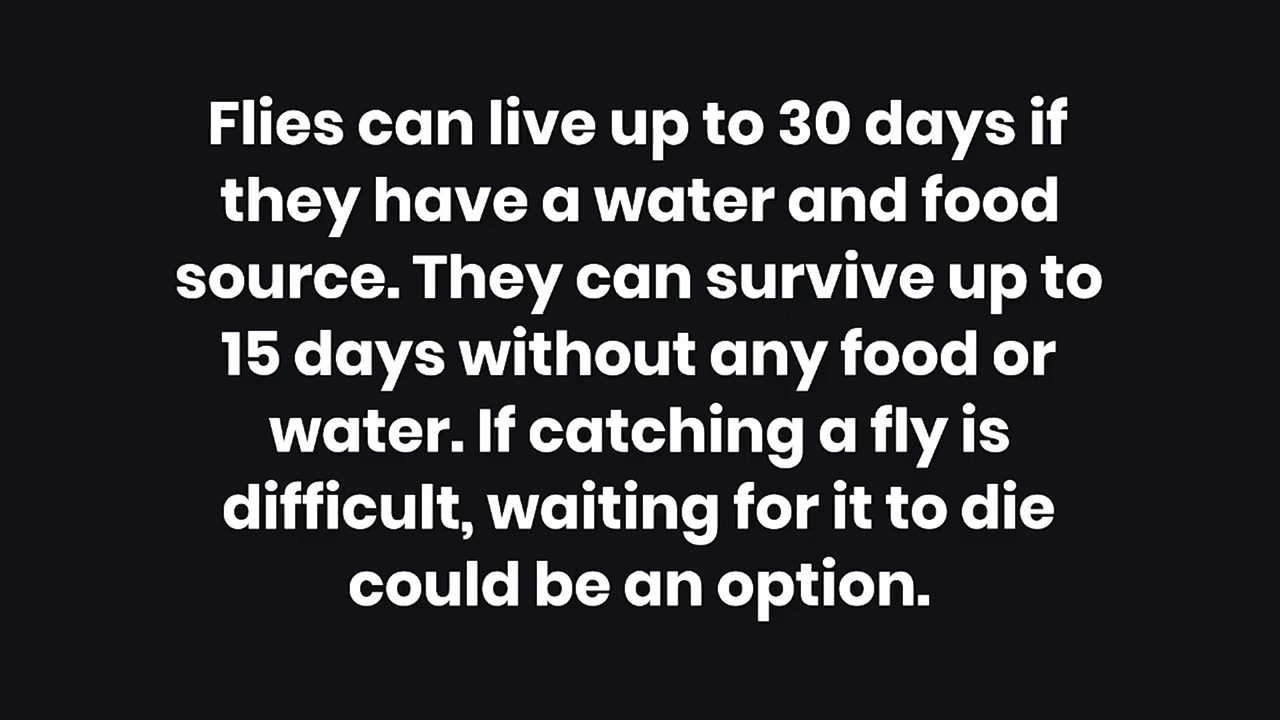 Flies can live up to 30 days if
they have a water and food
source. They can survive up to
15 days without any food or
water. If catching a fly is
difficult, waiting for it to die
could be an option.